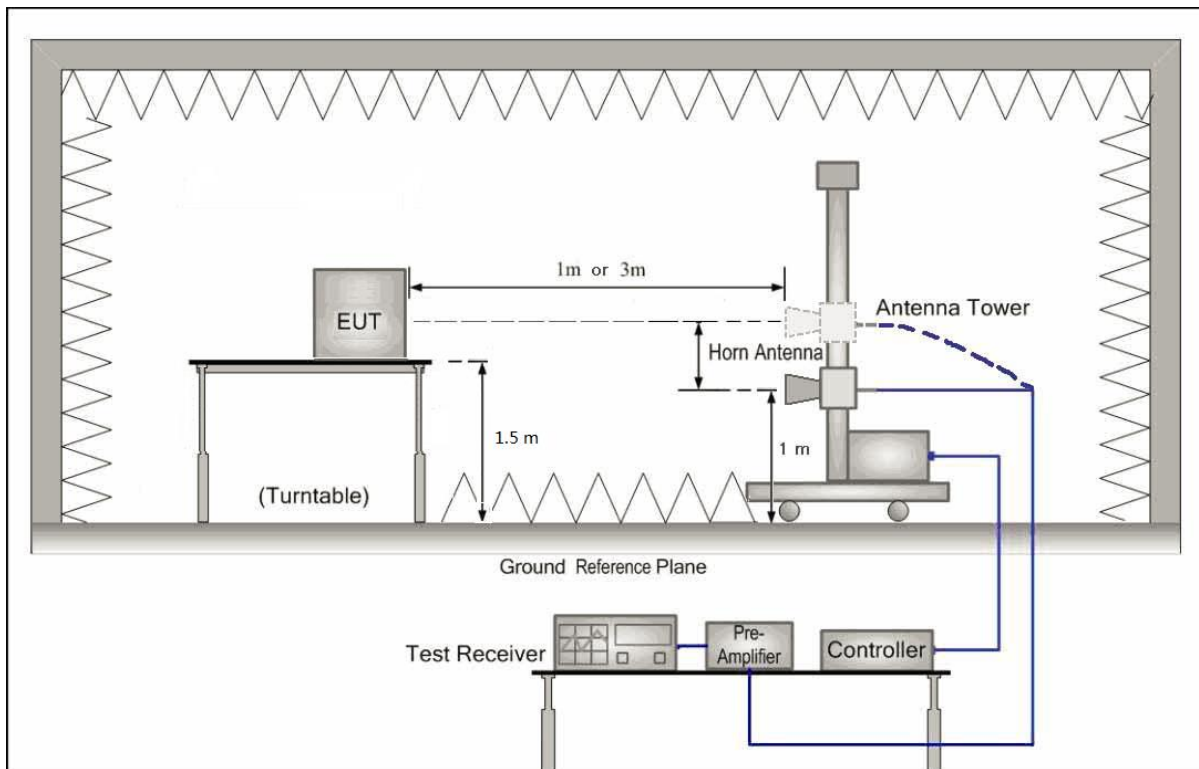 1m or 3m
EUT
Antenna Tower
Horn Antenna
1.5 m
1 m
(Turntable)
Ground Reference Plane
Test Receiver
Pre-
Amplifier
Controller